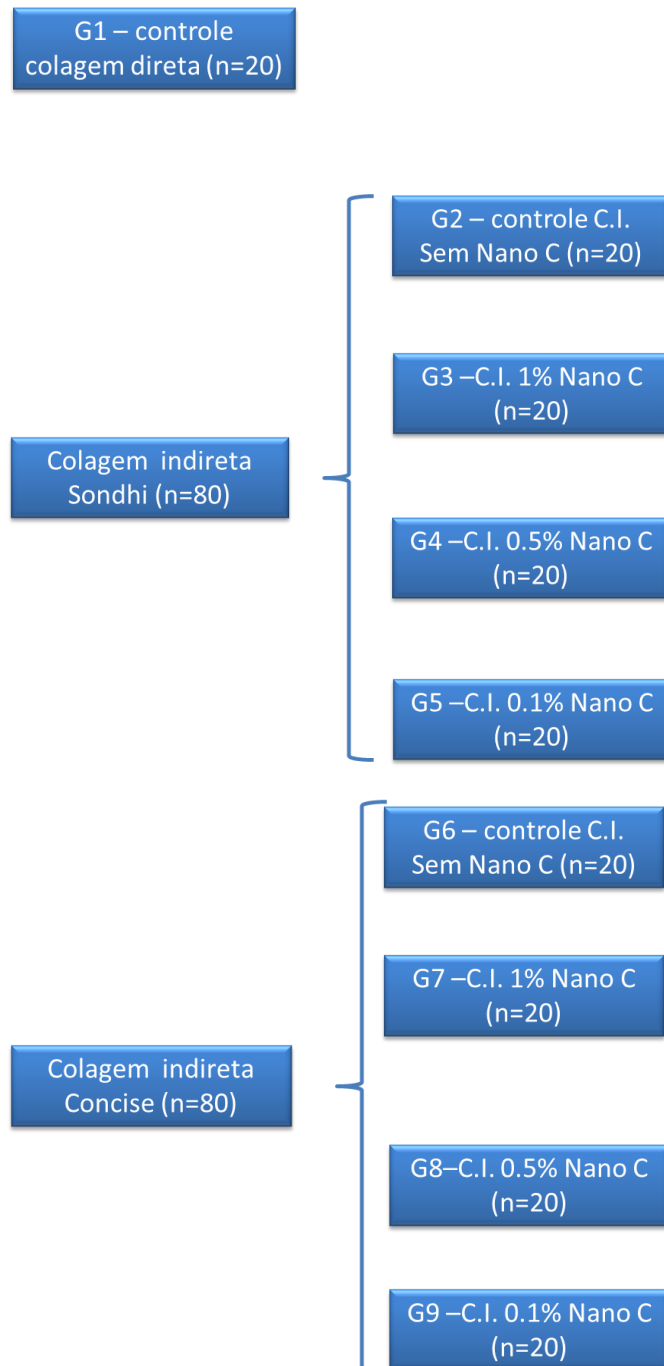 G1 – controle
colagem direta (n=20)
G2 – controle C.I.
Sem Nano C (n=20)
G3 –C.I. 1% Nano C
(n=20)
Colagem  indireta
Sondhi (n=80)
G4 –C.I. 0.5% Nano C
(n=20)
G5 –C.I. 0.1% Nano C
(n=20)
G6 – controle C.I.
Sem Nano C (n=20)
G7 –C.I. 1% Nano C
(n=20)
Colagem  indireta
Concise (n=80)
G8–C.I. 0.5% Nano C
(n=20)
G9 –C.I. 0.1% Nano C
(n=20)